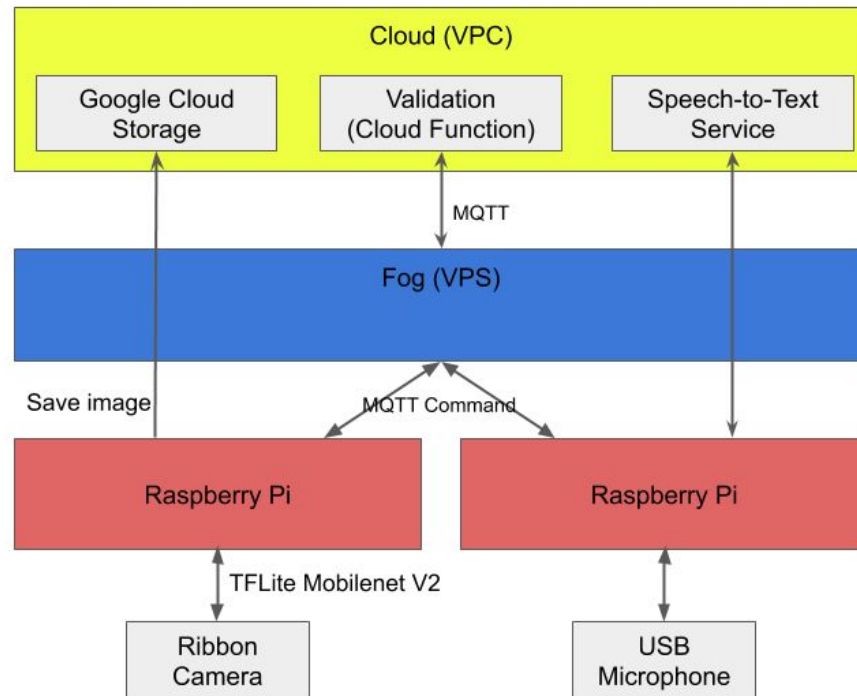 Cloud (VPC)
Google Cloud
Storage
Validation
(Cloud Function)
Speech-to-Text
Service
MQTT
Fog (VPS)
Save image
MQTT Command
Raspberry Pi
Raspberry Pi
TFLite Mobilenet V2
Ribbon
Camera
USB
Microphone